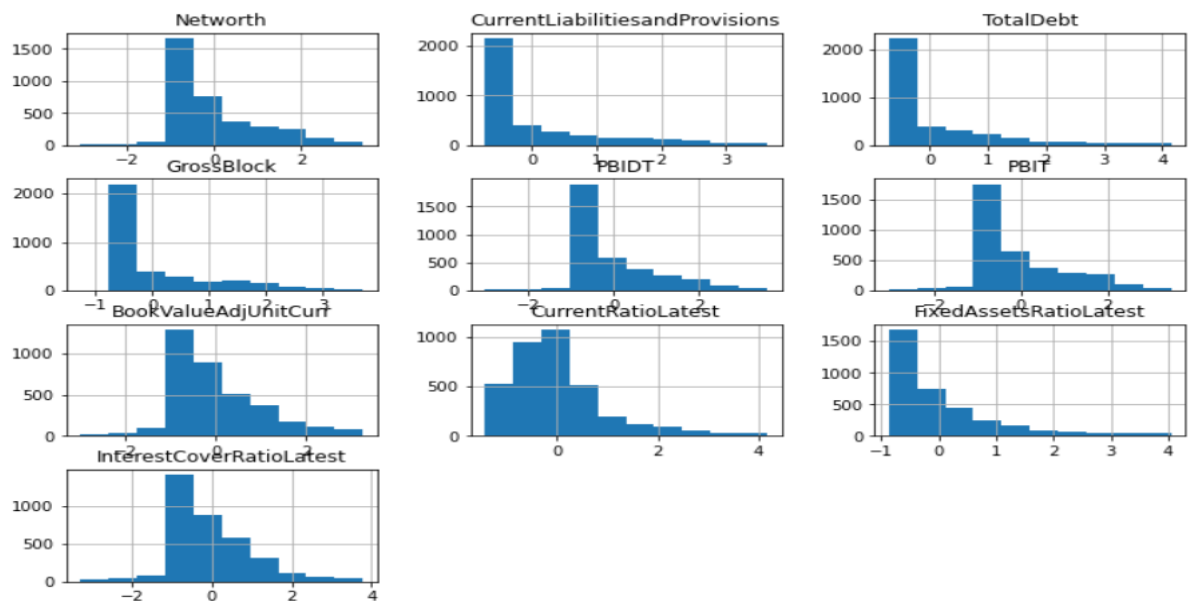 Networth
1500
1000
500
0
−2 0 2
CurrentLiabilitiesandProvisions
2000
1000
0
0 1 2 3
TotalDebt
2000
1000
0
0 1 2 3 4
GrossBlock
2000
1000
0
−1 0 1 2 3
PBIDT
1500
1000
500
0
−2 0 2
PBIT
1500
1000
500
0
−2 0 2
BookValueAdjUnitCurr
1000
500
0
−2 0 2
CurrentRatioLatest
1000
500
0
0 2 4
FixedAssetsRatioLatest
1500
1000
500
0
−1 0 1 2 3 4
InterestCoverRatioLatest
1000
500
0
−2 0 2 4